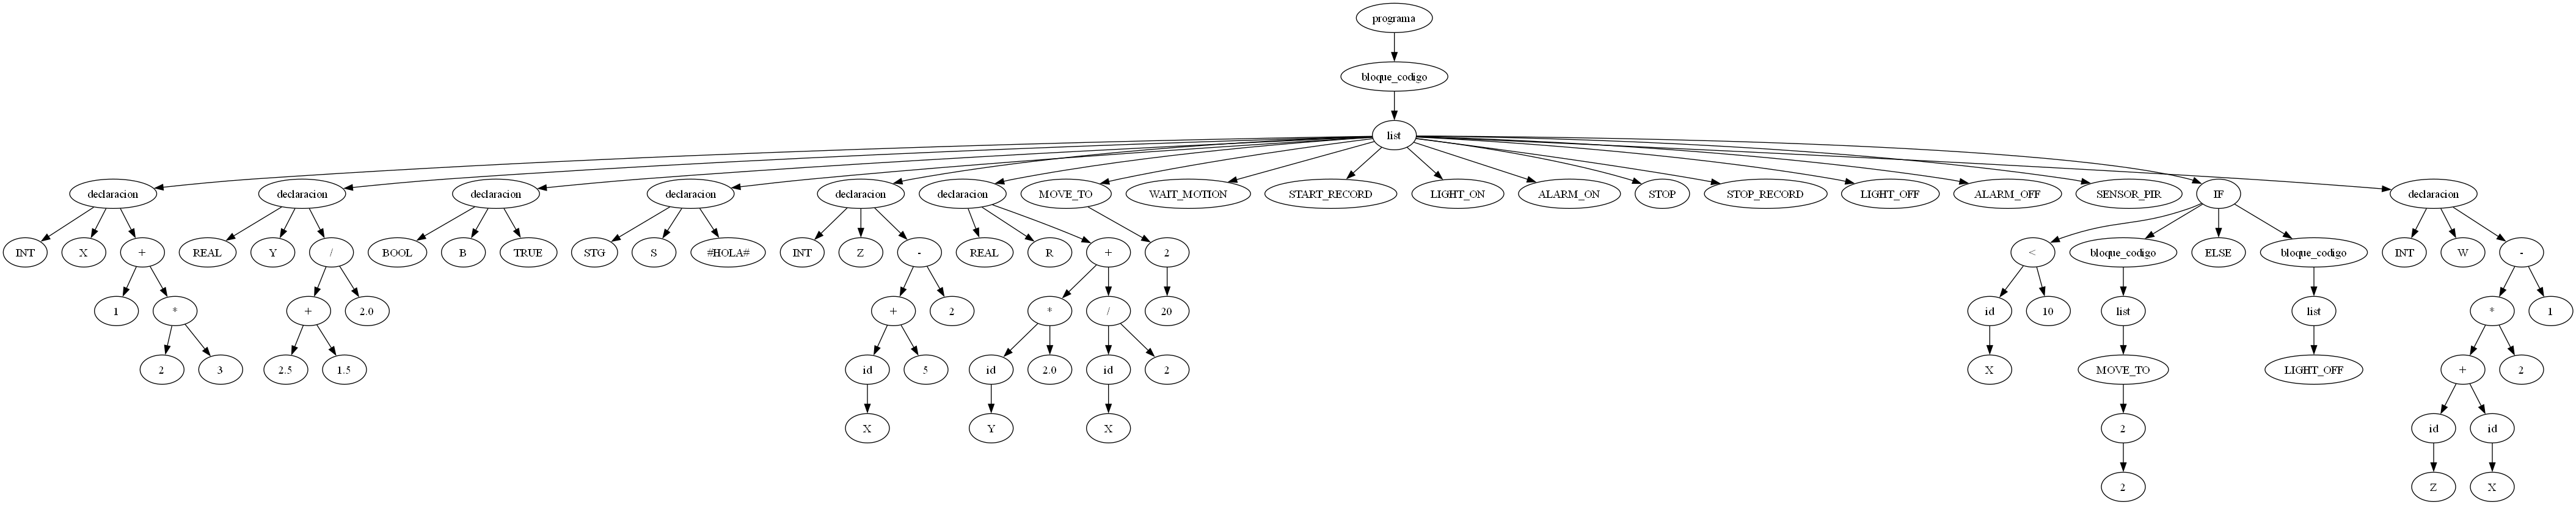 programa
bloque_codigo
list
declaracion declaracion declaracion declaracion declaracion declaracion MOVE_TO WAIT_MOTION START_RECORD LIGHT_ON ALARM_ON STOP STOP_RECORD LIGHT_OFF ALARM_OFF SENSOR_PIR IF declaracion
INT X + REAL Y / BOOL B TRUE STG S #HOLA# INT Z - REAL R + 2 < bloque_codigo ELSE bloque_codigo INT W -
1 * + 2.0 + 2 * / 20 id 10 list list * 1
2 3 2.5 1.5 id 5 id 2.0 id 2 X MOVE_TO LIGHT_OFF + 2
X Y X 2 id id
2 Z X